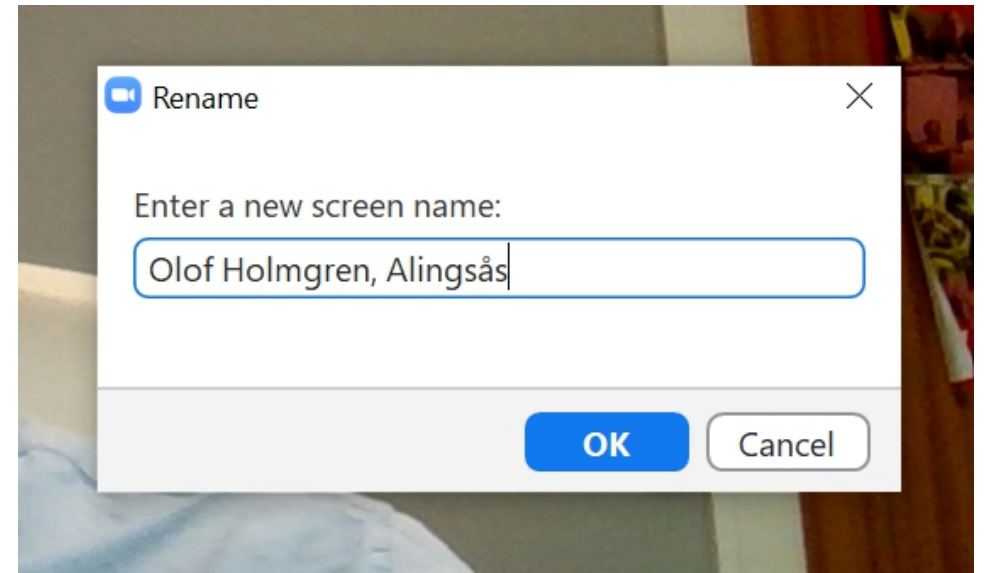 Rename
Enter a new screen name:
Olof Holmgren, Alingsås
OK
Cancel